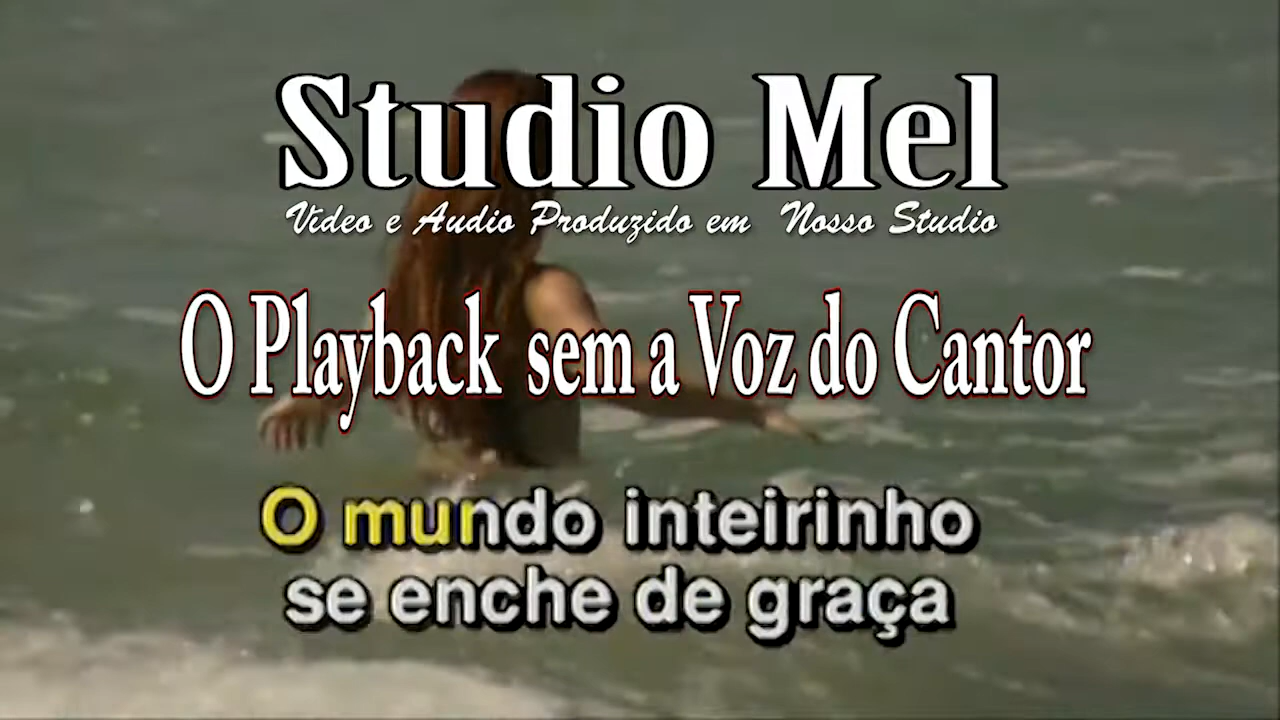 Studio Mel
Video e Audio Produzido em Nosso Studio
O Playback sem a Voz do Cantor
O mundo inteirinho
se enche de graça